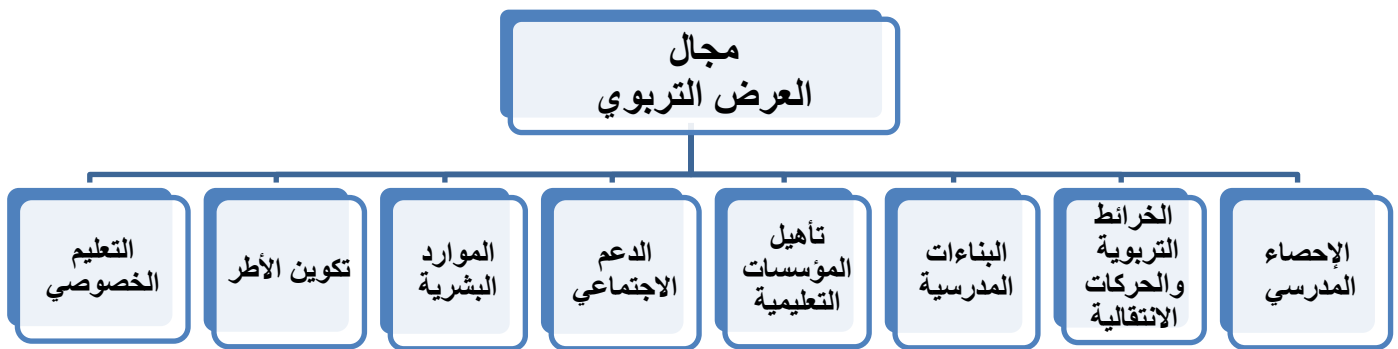 مجال
العرض التربوي
الإحصاء
المدرسي
الخرائط
التربوية
والحركات
الانتقالية
البناءات
المدرسية
تأهيل
المؤسسات
التعليمية
الدعم
الاجتماعي
الموارد
البشرية
تكوين الأطر
التعليم
الخصوصي